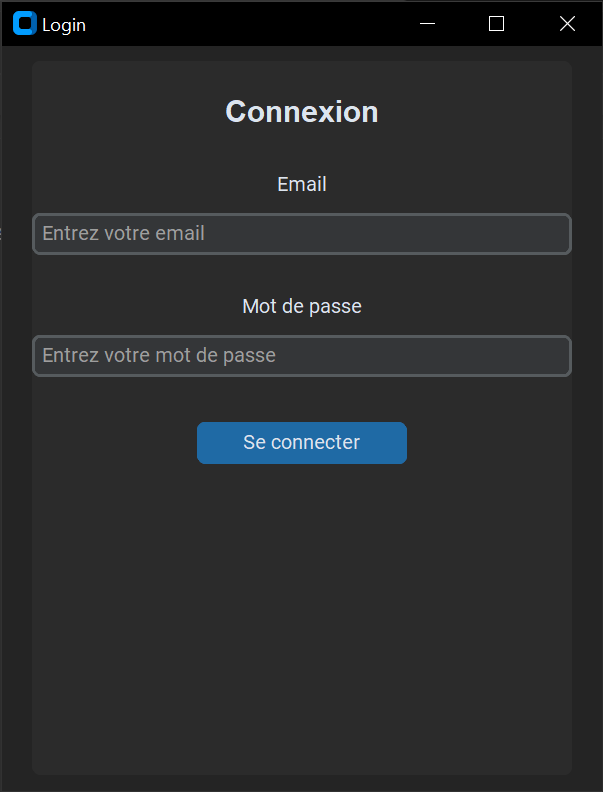 Login
Connexion
Email
Entrez votre email
Mot de passe
Entrez votre mot de passe
Se connecter